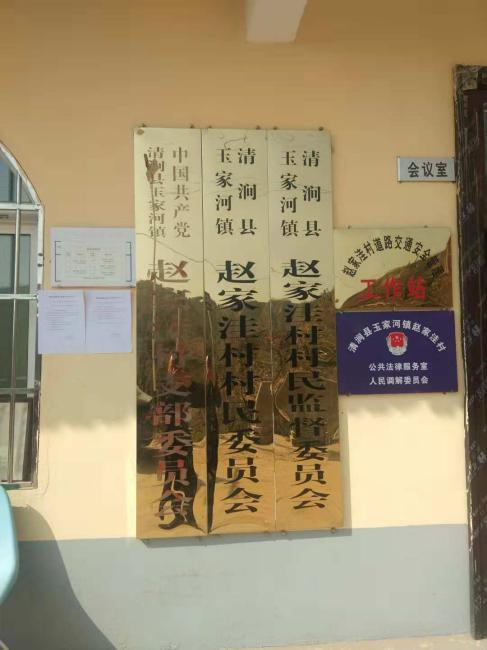 中国共产党
清涧县玉家河镇
赵家洼村支部委员会
清涧县
玉家河镇
赵家洼村村民委员会
清涧县
玉家河镇
赵家洼村村民监督委员会
会议室
赵家洼村道路交通安全
工作站
清涧县玉家河镇赵家洼村
公共法律服务室
人民调解委员会